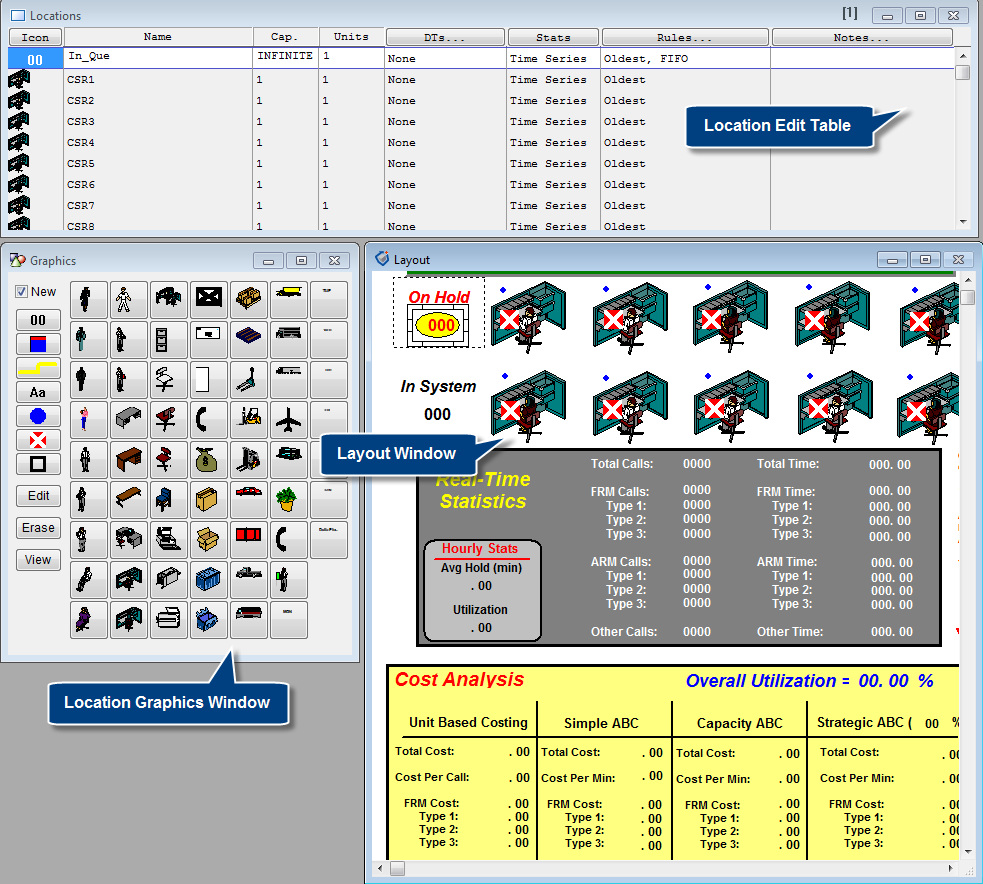 Locations [1]
Icon Name Cap. Units DTs... Stats Rules... Notes...
00 In_Que INFINITE 1 None Time Series Oldest, FIFO
CSR1 1 1 None Time Series Oldest
CSR2 1 1 None Time Series Oldest
CSR3 1 1 None Time Series Oldest
CSR4 1 1 None Time Series Oldest
CSR5 1 1 None Time Series Oldest
CSR6 1 1 None Time Series Oldest
CSR7 1 1 None Time Series Oldest
CSR8 1 1 None Time Series Oldest
Location Edit Table
Graphics
New
00
Aa
Edit
Erase
View
Location Graphics Window
Layout
On Hold
000
In System
000
Layout Window
Real-Time
Statistics
Hourly Stats
Avg Hold (min)
. 00
Utilization
. 00
Total Calls: 0000 Total Time: 000. 00
FRM Calls: 0000 FRM Time: 000. 00
Type 1: 0000 Type 1: 000. 00
Type 2: 0000 Type 2: 000. 00
Type 3: 0000 Type 3: 000. 00
ARM Calls: 0000 ARM Time: 000. 00
Type 1: 0000 Type 1: 000. 00
Type 2: 0000 Type 2: 000. 00
Type 3: 0000 Type 3: 000. 00
Other Calls: 0000 Other Time: 000. 00
Cost Analysis Overall Utilization = 00. 00 %
Unit Based Costing Simple ABC Capacity ABC Strategic ABC ( 00 %
Total Cost: . 00 Total Cost: . 00 Total Cost: . 00 Total Cost: . 00
Cost Per Call: . 00 Cost Per Min: . 00 Cost Per Min: . 00 Cost Per Min: . 00
FRM Cost: . 00 FRM Cost: . 00 FRM Cost: . 00 FRM Cost: . 00
Type 1: . 00 Type 1: . 00 Type 1: . 00 Type 1: . 00
Type 2: . 00 Type 2: . 00 Type 2: . 00 Type 2: . 00
Type 3: . 00 Type 3: . 00 Type 3: . 00 Type 3: . 00